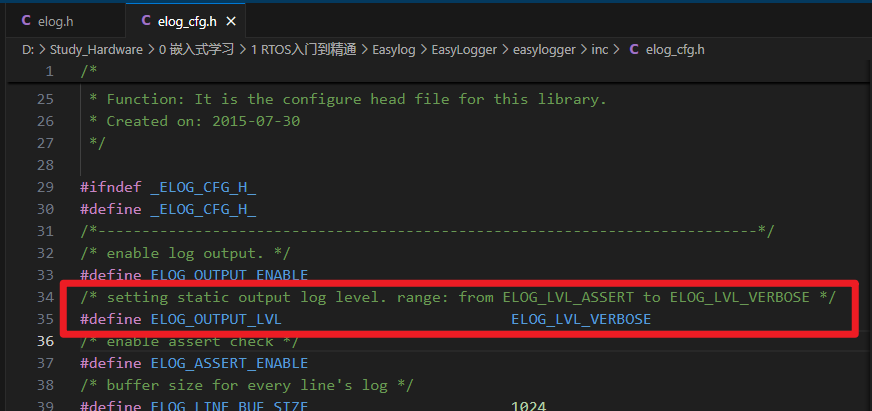 elog.h
elog_cfg.h
D: > Study_Hardware > 0 嵌入式学习 > 1 RTOS入门到精通 > Easylog > EasyLogger > easylogger > inc > C elog_cfg.h
1 /*
25 * Function: It is the configure head file for this library.
26 * Created on: 2015-07-30
27 */
28
29 #ifndef _ELOG_CFG_H_
30 #define _ELOG_CFG_H_
31 /*---------------------------------------------------------------------------*/
32 /* enable log output. */
33 #define ELOG_OUTPUT_ENABLE
34 /* setting static output log level. range: from ELOG_LVL_ASSERT to ELOG_LVL_VERBOSE */
35 #define ELOG_OUTPUT_LVL ELOG_LVL_VERBOSE
36 /* enable assert check */
37 #define ELOG_ASSERT_ENABLE
38 /* buffer size for every line's log */
39 #define ELOG_LINE_BUF_SIZE 1024